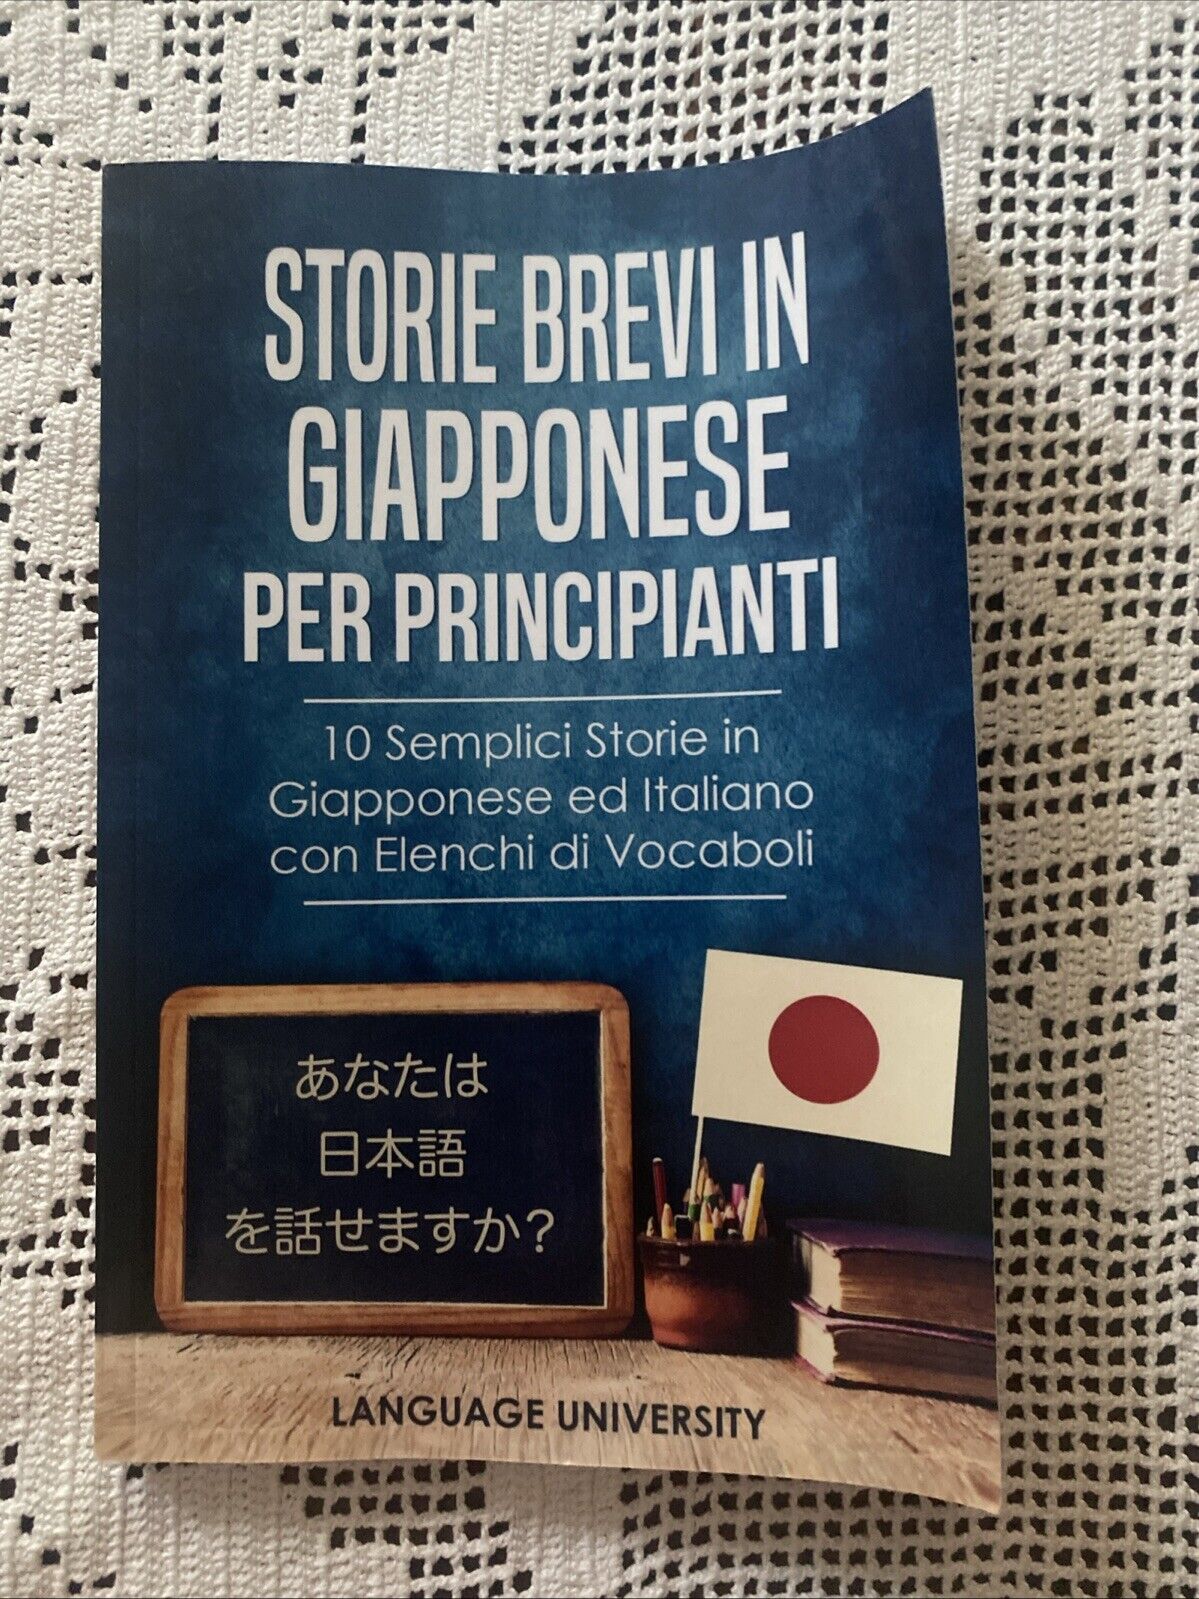 STORIE BREVI IN
GIAPPONESE
PER PRINCIPIANTI
10 Semplici Storie in
Giapponese ed Italiano
con Elenchi di Vocaboli
あなたは
日本語
を話せますか?
LANGUAGE UNIVERSITY